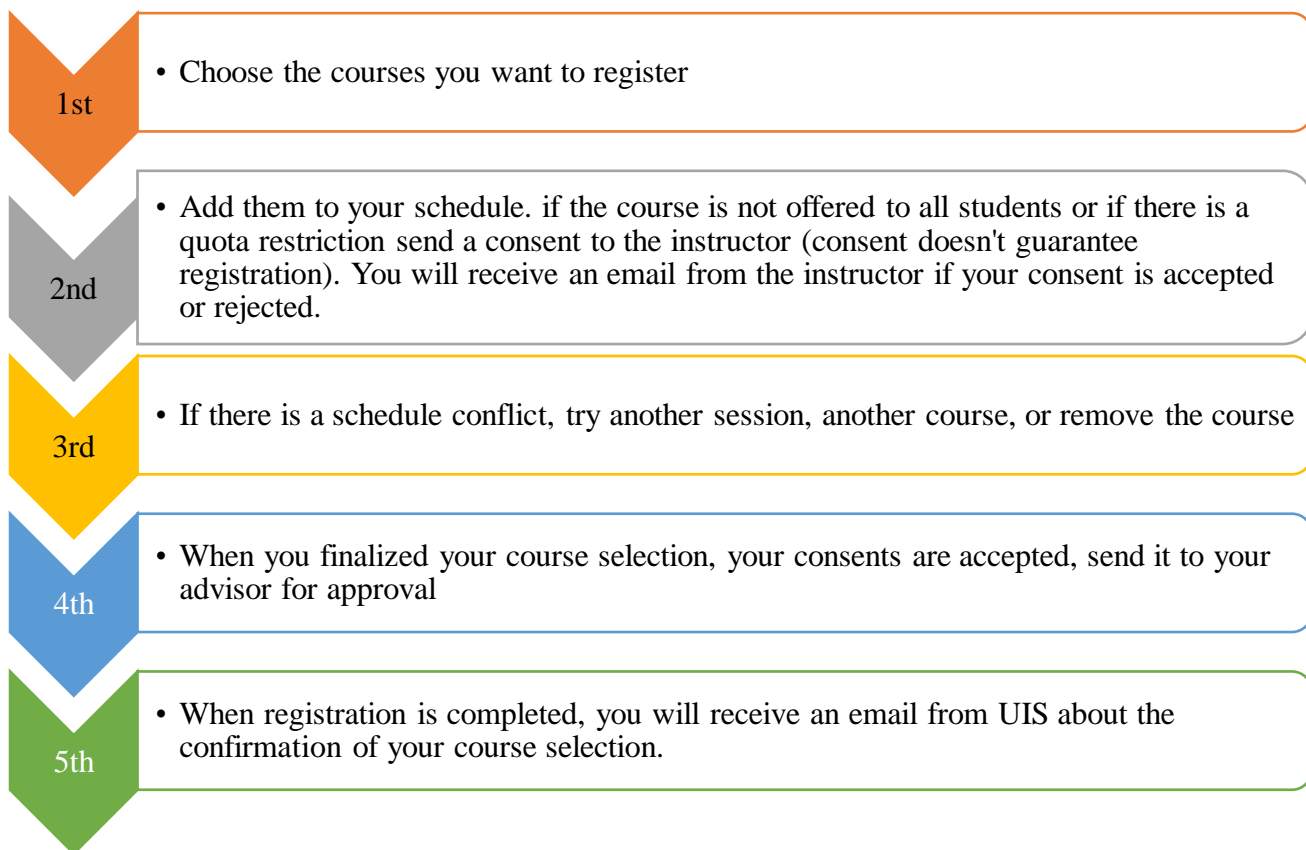 1st
• Choose the courses you want to register
2nd
• Add them to your schedule. if the course is not offered to all students or if there is a
quota restriction send a consent to the instructor (consent doesn't guarantee
registration). You will receive an email from the instructor if your consent is accepted
or rejected.
3rd
• If there is a schedule conflict, try another session, another course, or remove the course
4th
• When you finalized your course selection, your consents are accepted, send it to your
advisor for approval
5th
• When registration is completed, you will receive an email from UIS about the
confirmation of your course selection.